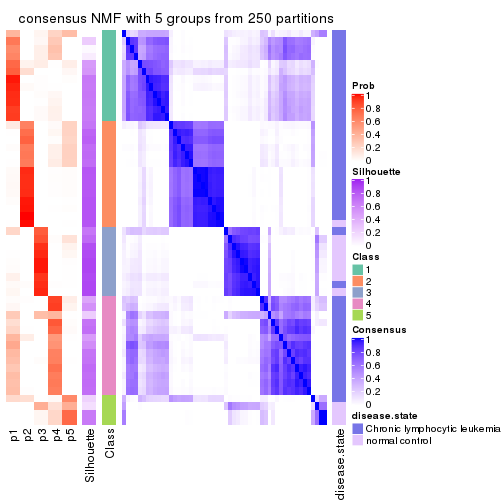 consensus NMF with 5 groups from 250 partitions
Prob
1
0.8
0.6
0.4
0.2
0
Silhouette
1
0.8
0.6
0.4
0.2
0
Class
1
2
3
4
5
Consensus
1
0.8
0.6
0.4
0.2
0
disease.state
Chronic lymphocytic leukemia
normal control
p1
p2
p3
p4
p5
Silhouette
Class
disease.state